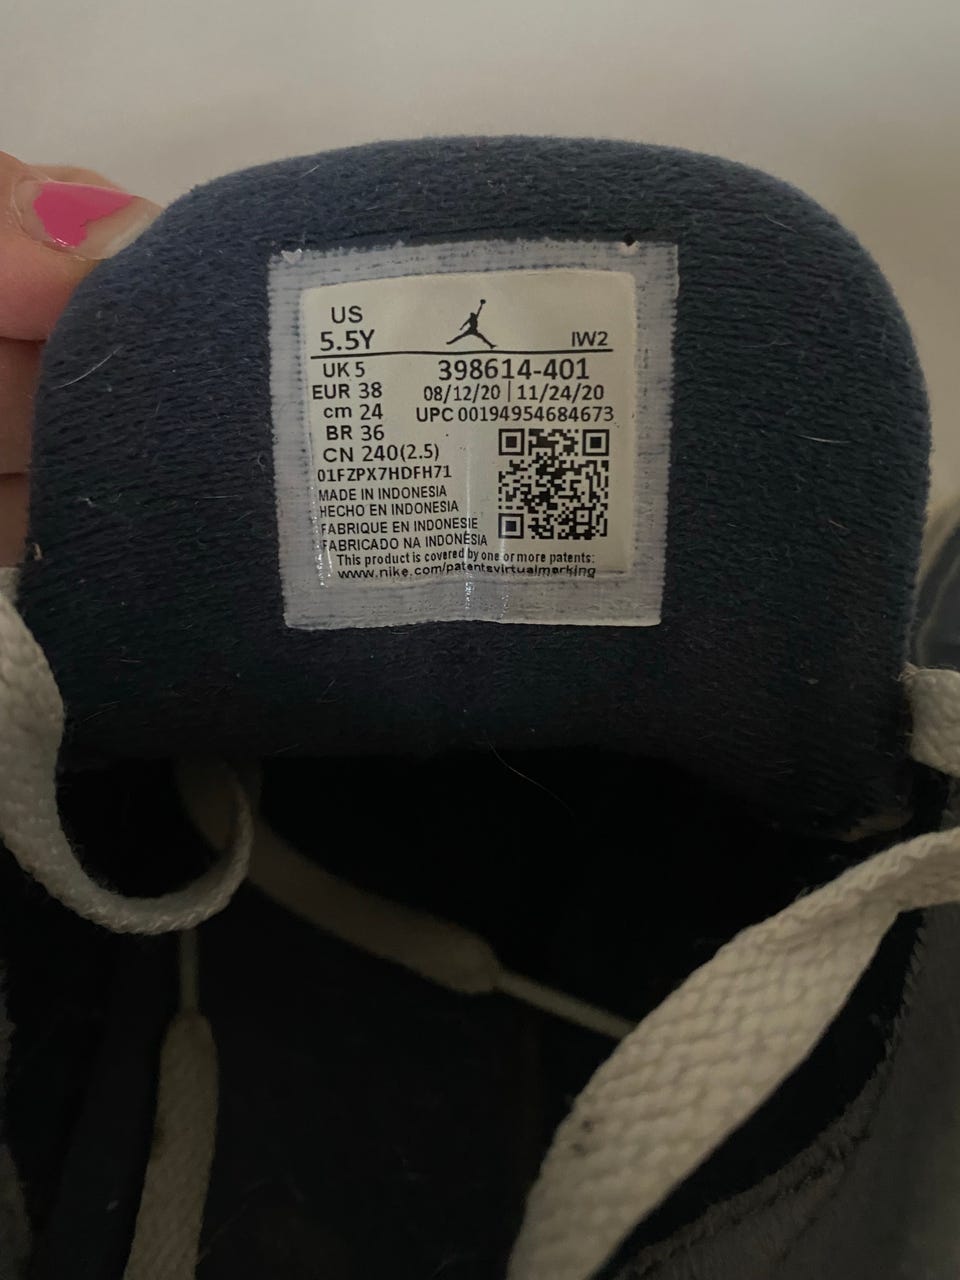 US
5.5Y
IW2
UK 5
398614-401
EUR 38
08/12/20 | 11/24/20
cm 24
UPC 00194954684673
BR 36
CN 240(2.5)
01FZPX7HDFH71
MADE IN INDONESIA
HECHO EN INDONESIA
FABRIQUE EN INDONESIE
FABRICADO NA INDONESIA
This product is covered by one or more patents:
www.nike.com/patentsvirtualmarking